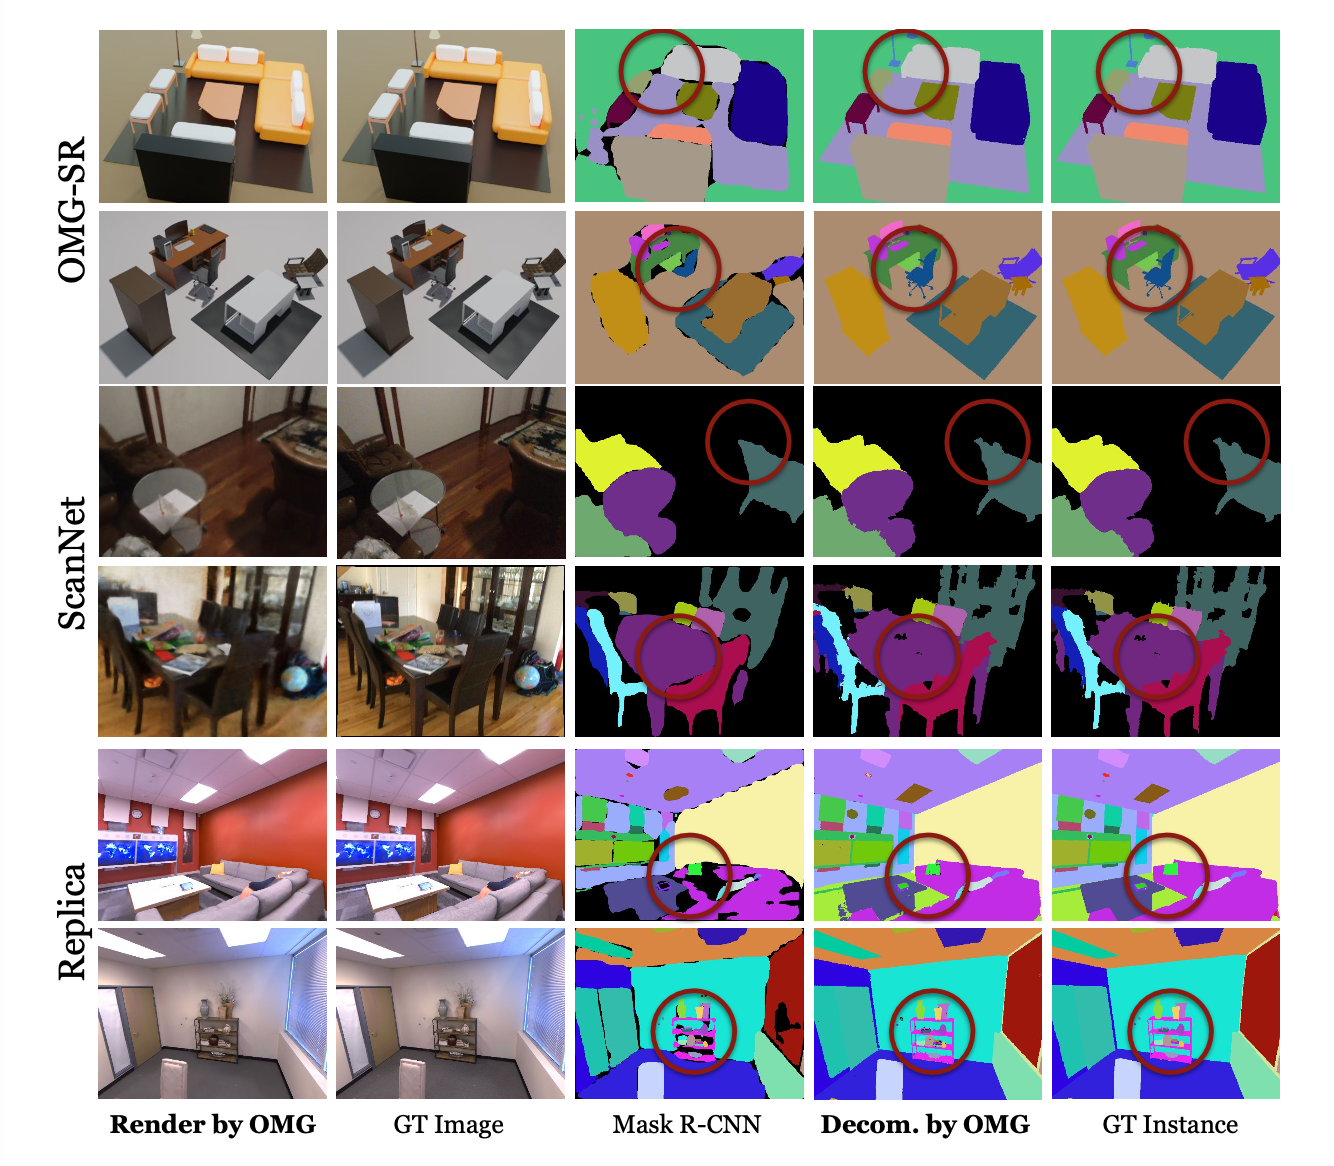 OMG-SR
ScanNet
Replica
Render by OMG
GT Image
Mask R-CNN
Decom. by OMG
GT Instance